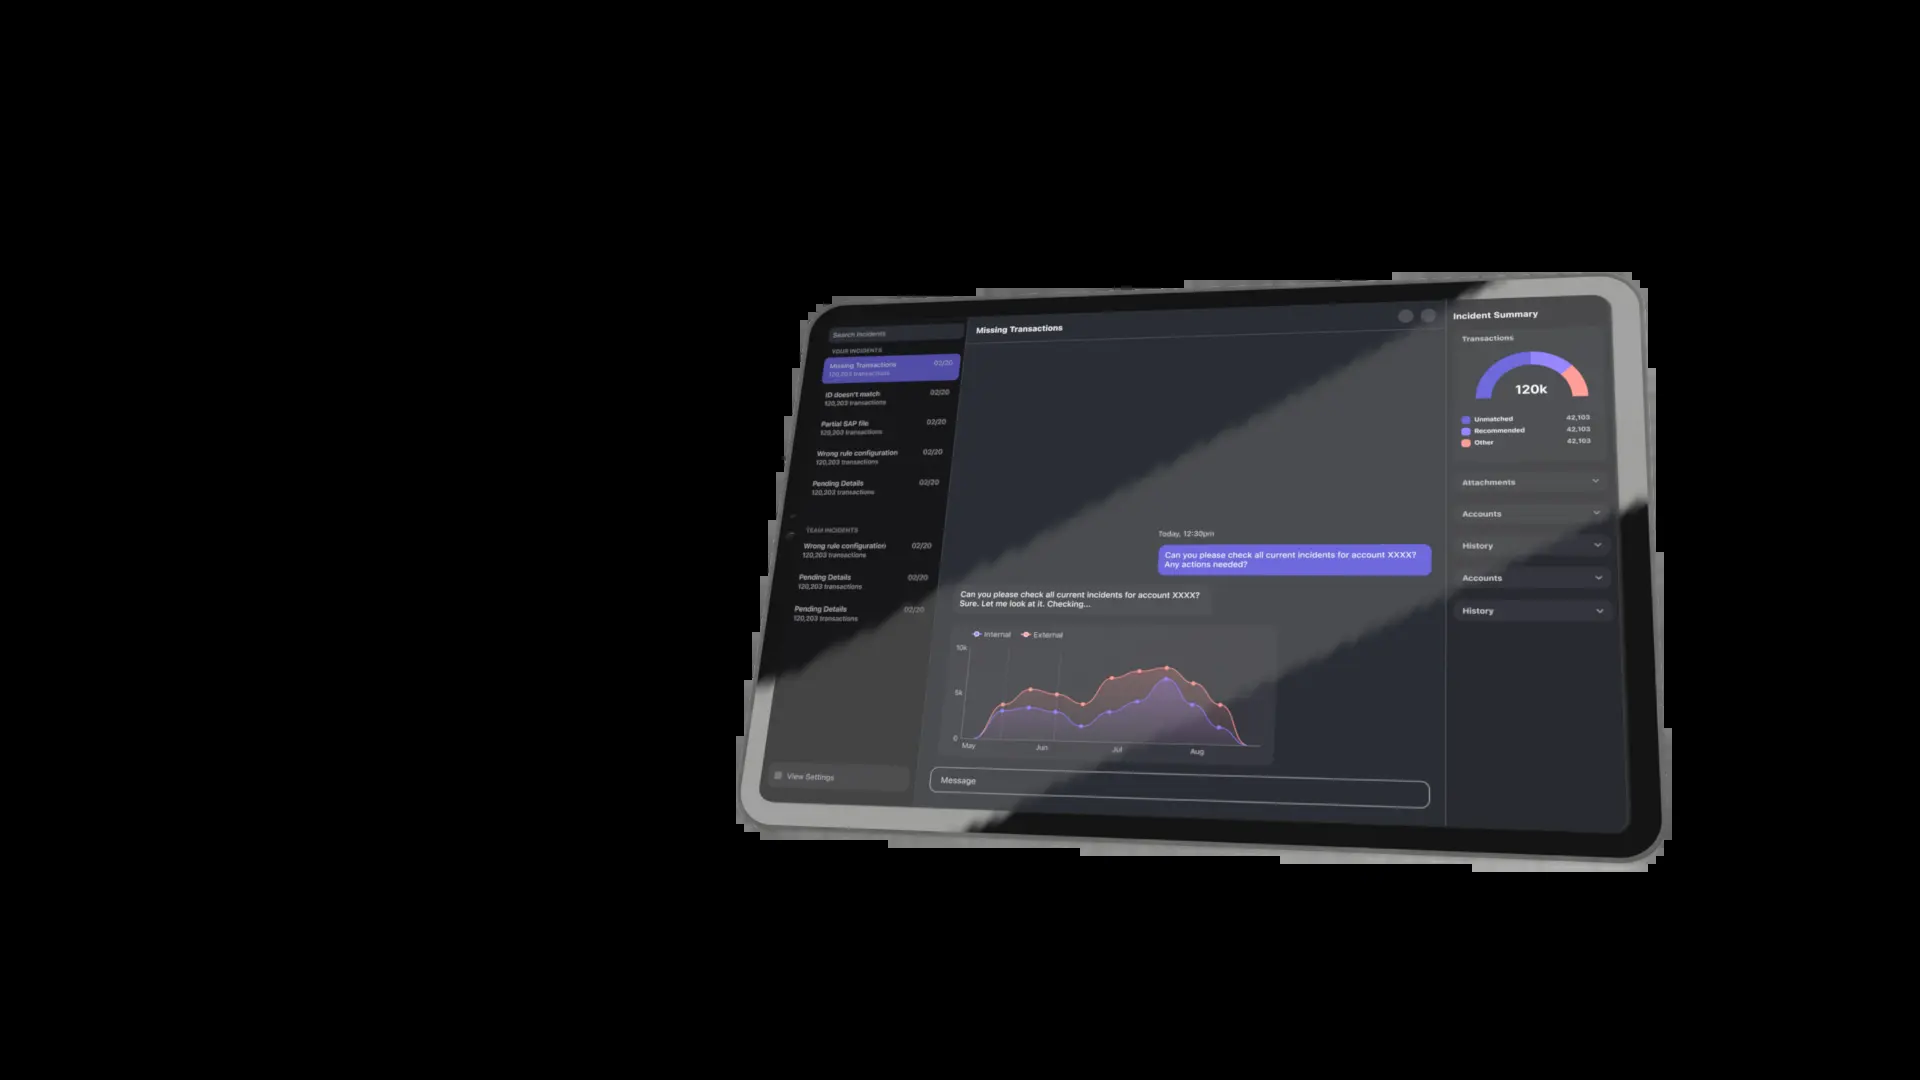 Search Incidents
YOUR INCIDENTS
Missing Transactions 02/20
120,203 transactions
ID doesn't match 02/20
120,203 transactions
Partial SAP file 02/20
120,203 transactions
Wrong rule configuration 02/20
120,203 transactions
Pending Details 02/20
120,203 transactions
TEAM INCIDENTS
Wrong rule configuration 02/20
120,203 transactions
Pending Details 02/20
120,203 transactions
Pending Details 02/20
120,203 transactions
View Settings
Missing Transactions
Today, 12:30pm
Can you please check all current incidents for account XXXX?
Any actions needed?
Can you please check all current incidents for account XXXX?
Sure. Let me look at it. Checking...
Internal External
10k
5k
0
May Jun Jul Aug
Message
Incident Summary
Transactions
120k
Unmatched 42,103
Recommended 42,103
Other 42,103
Attachments
Accounts
History
Accounts
History